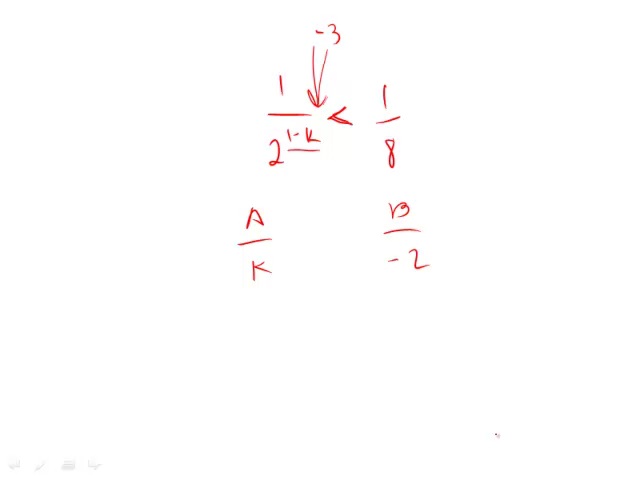 -3
1 1
— < —
2^(1-k) 8
A B
k -2